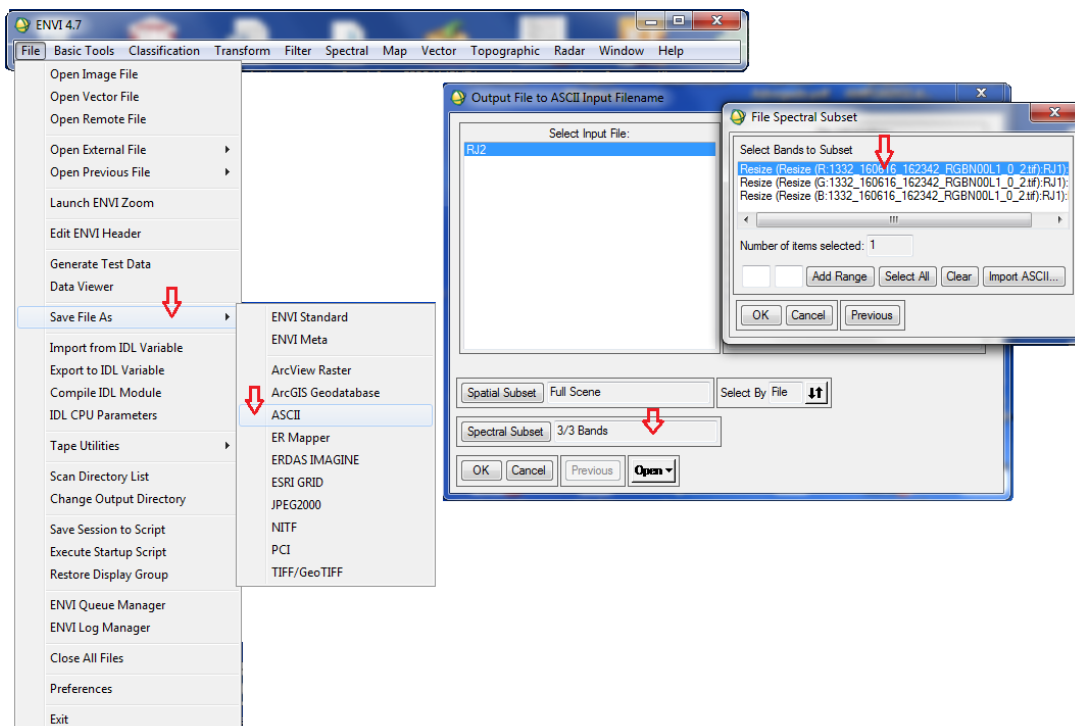 ENVI 4.7
File Basic Tools Classification Transform Filter Spectral Map Vector Topographic Radar Window Help
Open Image File
Open Vector File
Open Remote File
Open External File
Open Previous File
Launch ENVI Zoom
Edit ENVI Header
Generate Test Data
Data Viewer
Save File As
Import from IDL Variable
Export to IDL Variable
Compile IDL Module
IDL CPU Parameters
Tape Utilities
Scan Directory List
Change Output Directory
Save Session to Script
Execute Startup Script
Restore Display Group
ENVI Queue Manager
ENVI Log Manager
Close All Files
Preferences
Exit
ENVI Standard
ENVI Meta
ArcView Raster
ArcGIS Geodatabase
ASCII
ER Mapper
ERDAS IMAGINE
ESRI GRID
JPEG2000
NITF
PCI
TIFF/GeoTIFF
Output File to ASCII Input Filename
Select Input File:
RJ2
Spatial Subset Full Scene
Select By File
Spectral Subset 3/3 Bands
OK Cancel Previous Open
File Spectral Subset
Select Bands to Subset
Resize (Resize (R:1332_160616_162342_RGBN00L1_0_2.tif):RJ1):
Resize (Resize (G:1332_160616_162342_RGBN00L1_0_2.tif):RJ1):
Resize (Resize (B:1332_160616_162342_RGBN00L1_0_2.tif):RJ1):
Number of items selected: 1
Add Range Select All Clear Import ASCII...
OK Cancel Previous